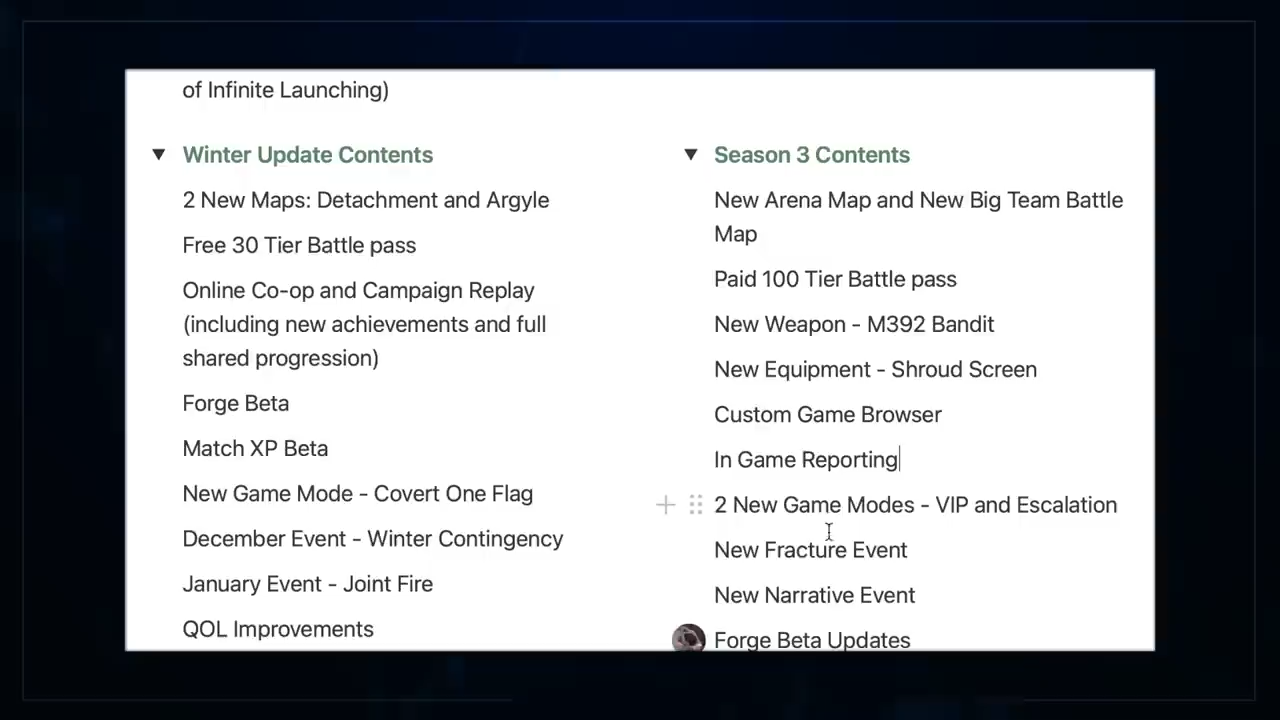 of Infinite Launching)
Winter Update Contents
2 New Maps: Detachment and Argyle
Free 30 Tier Battle pass
Online Co-op and Campaign Replay
(including new achievements and full
shared progression)
Forge Beta
Match XP Beta
New Game Mode - Covert One Flag
December Event - Winter Contingency
January Event - Joint Fire
QOL Improvements
Season 3 Contents
New Arena Map and New Big Team Battle
Map
Paid 100 Tier Battle pass
New Weapon - M392 Bandit
New Equipment - Shroud Screen
Custom Game Browser
In Game Reporting
2 New Game Modes - VIP and Escalation
New Fracture Event
New Narrative Event
Forge Beta Updates